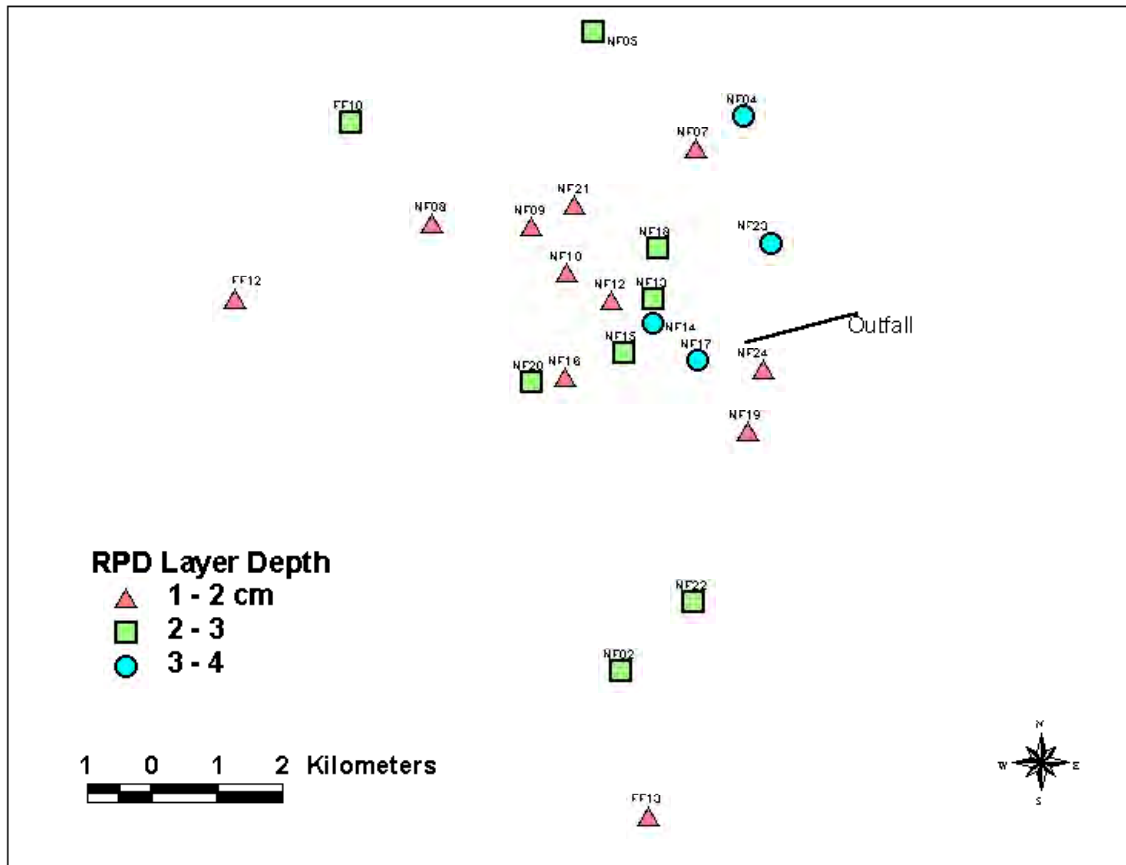 NF05
FF10
NF04
NF07
NF21
NF08
NF09
NF18
NF23
NF10
FF12
NF12
NF13
NF14
Outfall
NF15
NF17
NF20
NF16
NF24
NF19
RPD Layer Depth
1 - 2 cm
2 - 3
3 - 4
NF22
NF02
N
W E
S
1 0 1 2 Kilometers
FF13